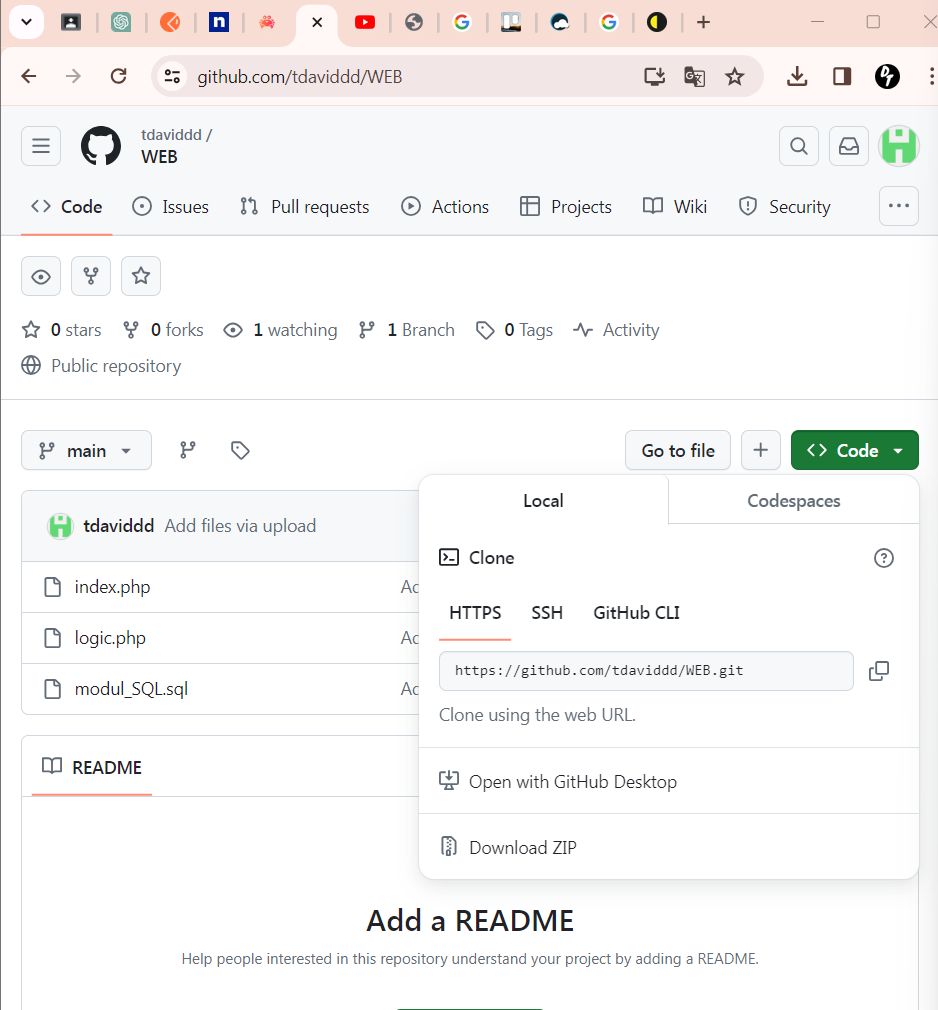 github.com/tdaviddd/WEB
tdaviddd /
WEB
Code Issues Pull requests Actions Projects Wiki Security
0 stars 0 forks 1 watching 1 Branch 0 Tags Activity
Public repository
main Go to file Code
Local Codespaces
tdaviddd Add files via upload
Clone
index.php
HTTPS SSH GitHub CLI
logic.php
https://github.com/tdaviddd/WEB.git
modul_SQL.sql
Clone using the web URL.
README
Open with GitHub Desktop
Download ZIP
Add a README
Help people interested in this repository understand your project by adding a README.